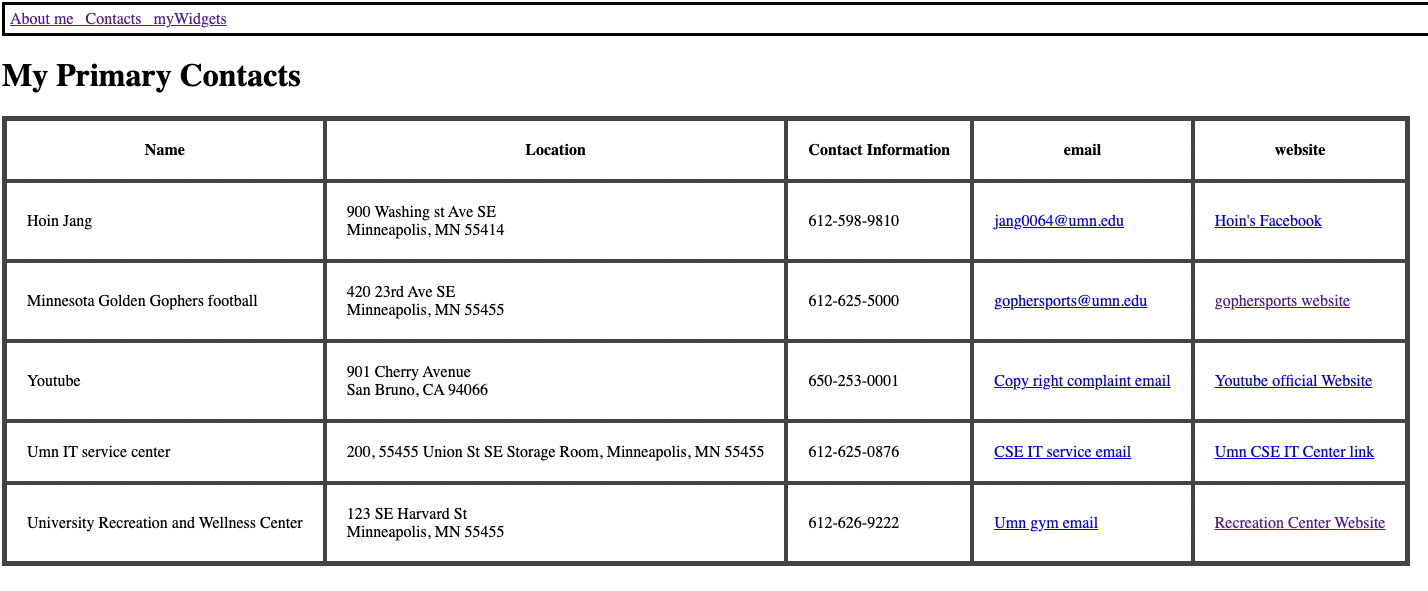 About me Contacts myWidgets
My Primary Contacts
Name Location Contact Information email website
Hoin Jang 900 Washing st Ave SE
Minneapolis, MN 55414 612-598-9810 jang0064@umn.edu Hoin's Facebook
Minnesota Golden Gophers football 420 23rd Ave SE
Minneapolis, MN 55455 612-625-5000 gophersports@umn.edu gophersports website
Youtube 901 Cherry Avenue
San Bruno, CA 94066 650-253-0001 Copy right complaint email Youtube official Website
Umn IT service center 200, 55455 Union St SE Storage Room, Minneapolis, MN 55455 612-625-0876 CSE IT service email Umn CSE IT Center link
University Recreation and Wellness Center 123 SE Harvard St
Minneapolis, MN 55455 612-626-9222 Umn gym email Recreation Center Website